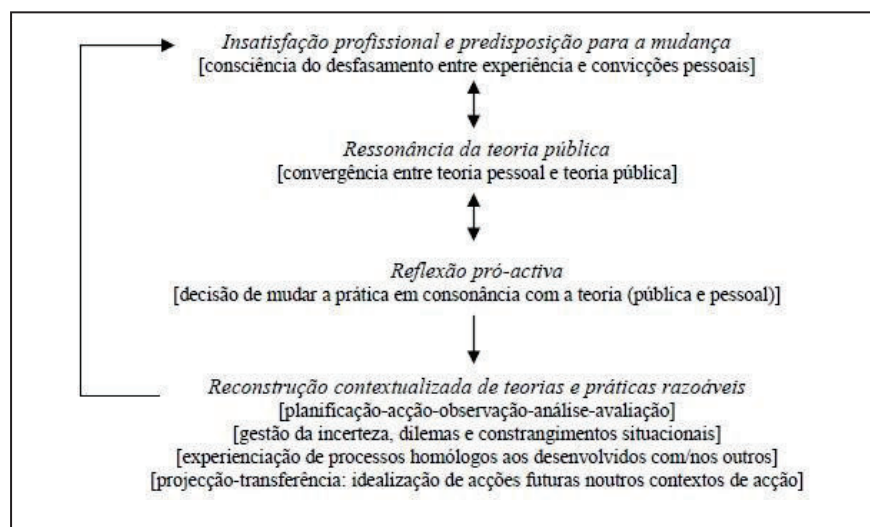 Insatisfação profissional e predisposição para a mudança
[consciência do desfasamento entre experiência e convicções pessoais]
Ressonância da teoria pública
[convergência entre teoria pessoal e teoria pública]
Reflexão pró-activa
[decisão de mudar a prática em consonância com a teoria (pública e pessoal)]
Reconstrução contextualizada de teorias e práticas razoáveis
[planificação-acção-observação-análise-avaliação]
[gestão da incerteza, dilemas e constrangimentos situacionais]
[experienciação de processos homólogos aos desenvolvidos com/nos outros]
[projecção-transferência: idealização de acções futuras noutros contextos de acção]